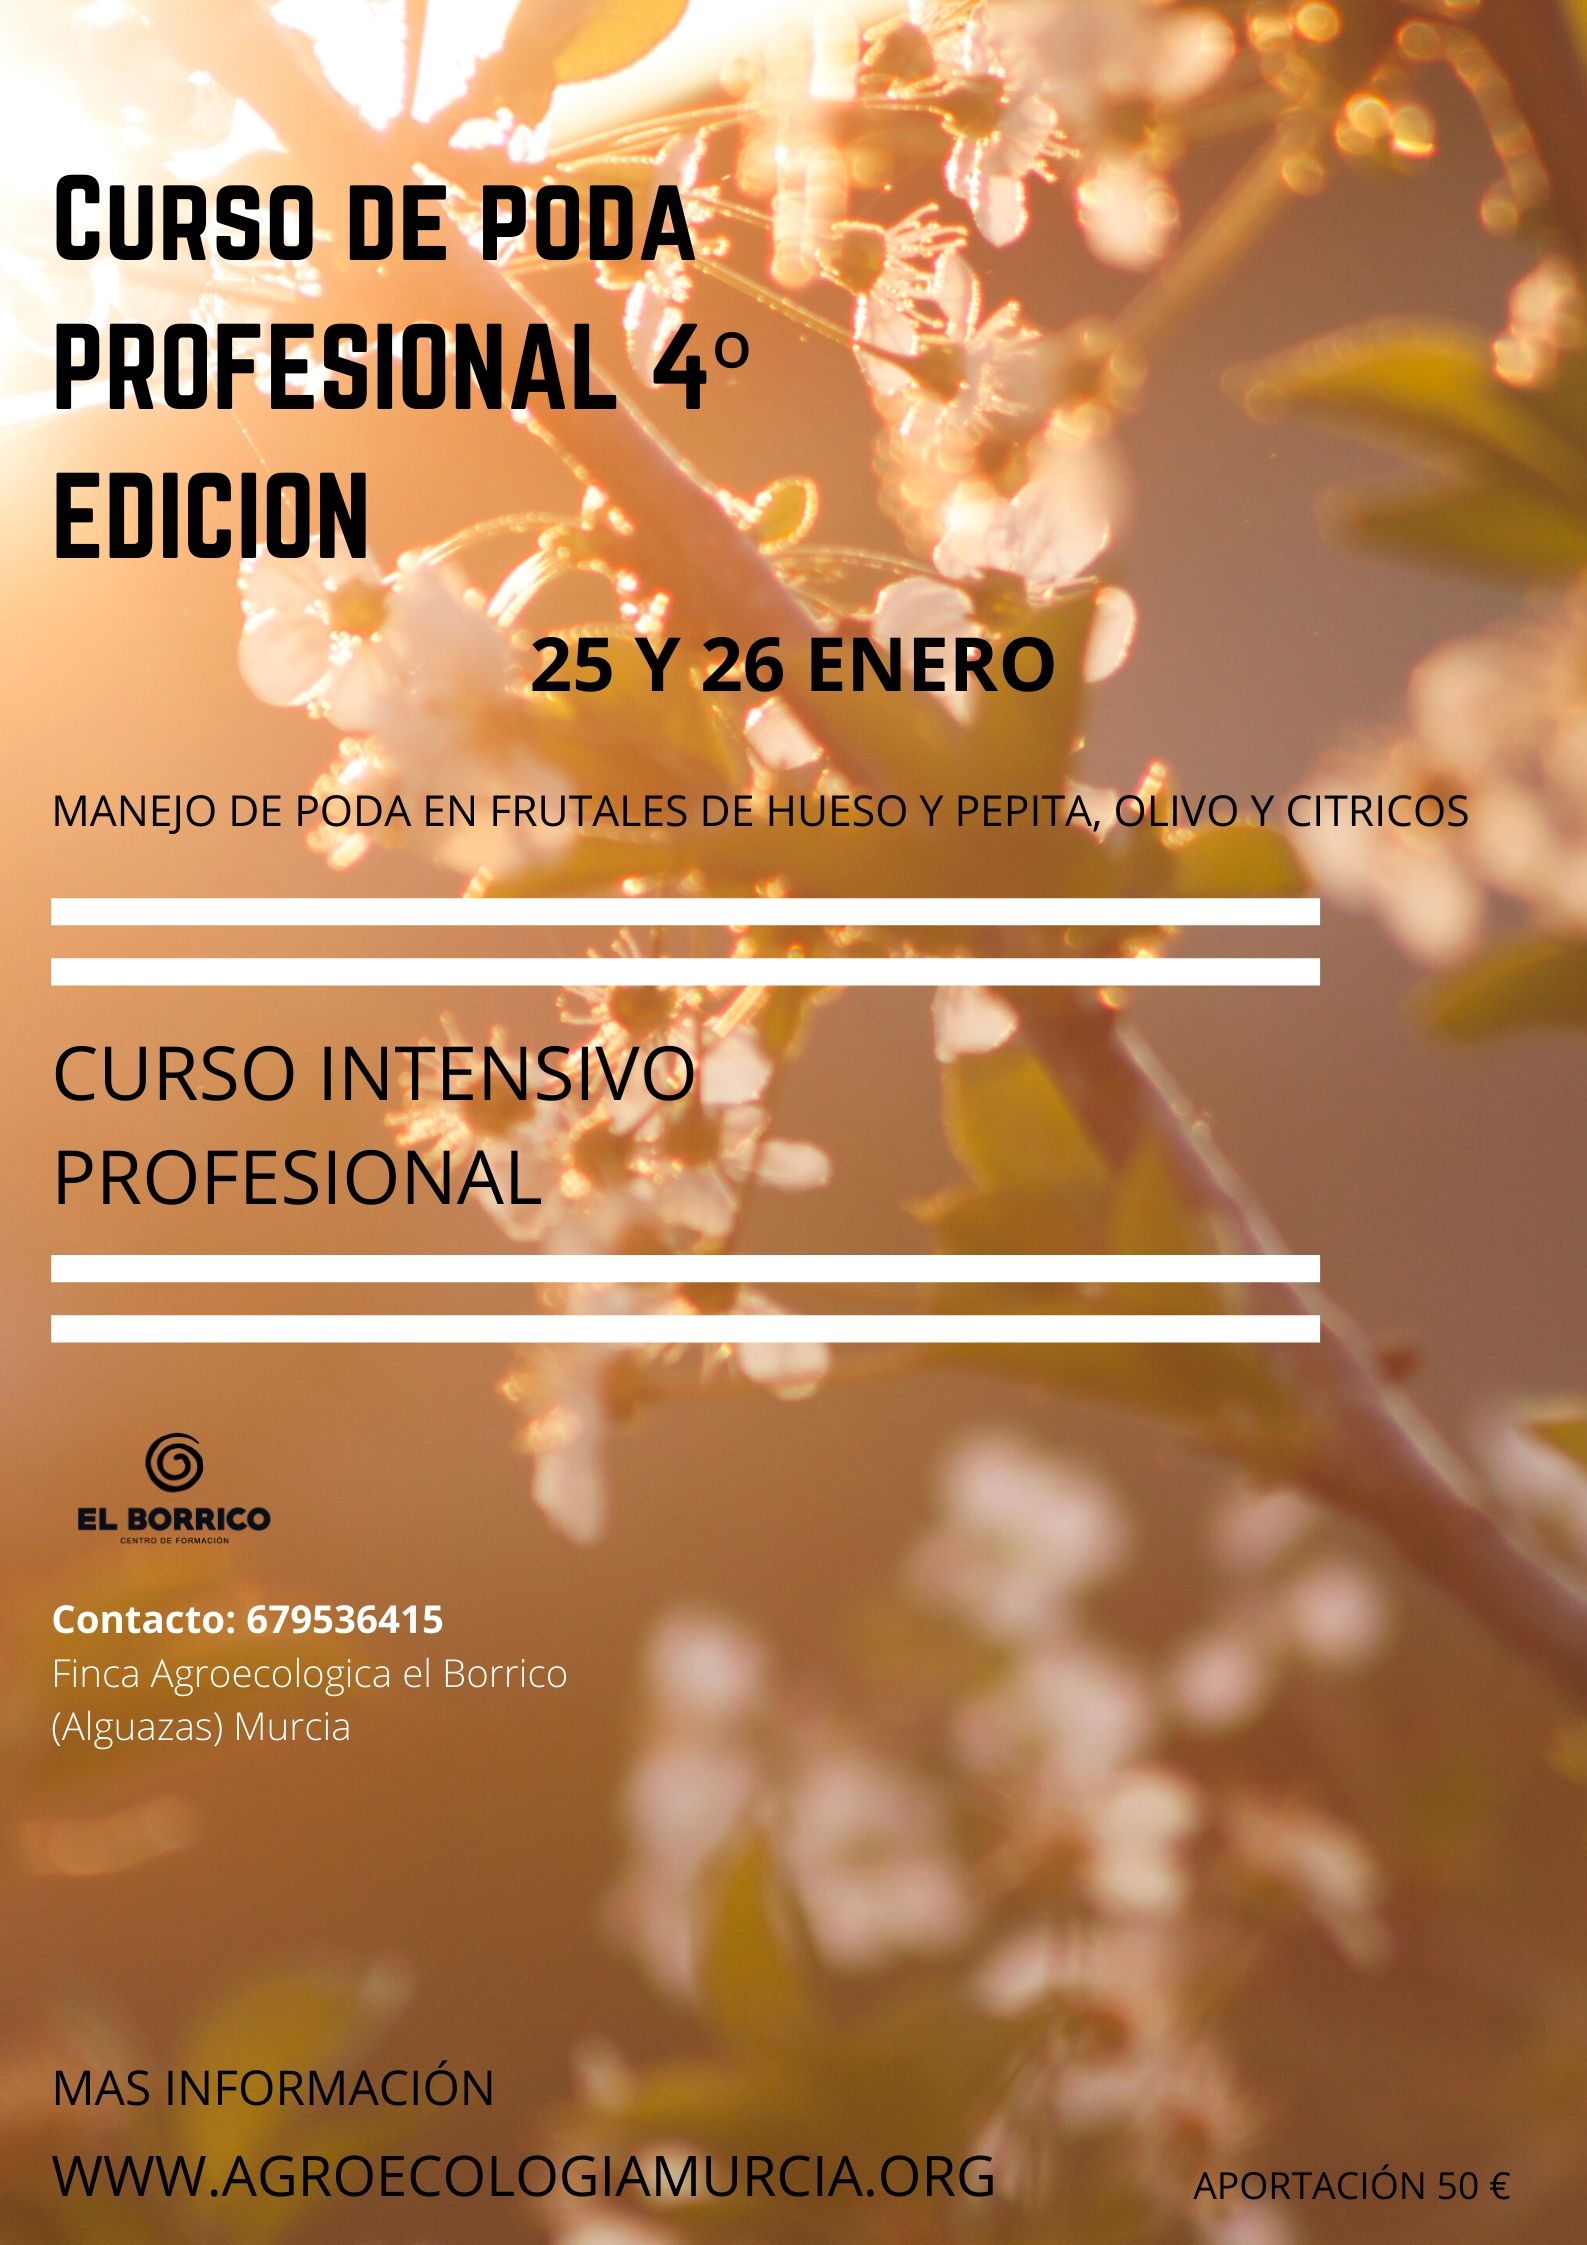 CURSO DE PODA
PROFESIONAL 4º
EDICION
25 Y 26 ENERO
MANEJO DE PODA EN FRUTALES DE HUESO Y PEPITA, OLIVO Y CITRICOS
CURSO INTENSIVO
PROFESIONAL
EL BORRICO
CENTRO DE FORMACIÓN
Contacto: 679536415
Finca Agroecologica el Borrico
(Alguazas) Murcia
MAS INFORMACIÓN
WWW.AGROECOLOGIAMURCIA.ORG
APORTACIÓN 50 €